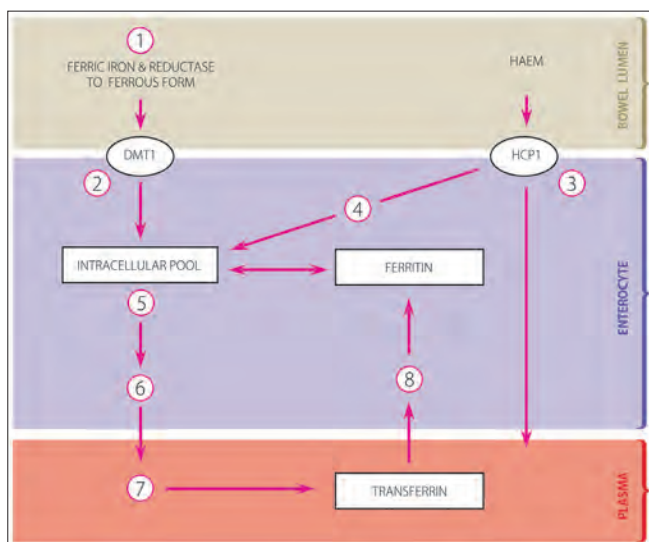 1
FERRIC IRON & REDUCTASE
TO FERROUS FORM
HAEM
BOWEL LUMEN
DMT1
HCP1
2
3
4
INTRACELLULAR POOL
FERRITIN
ENTEROCYTE
5
6
8
7
TRANSFERRIN
PLASMA